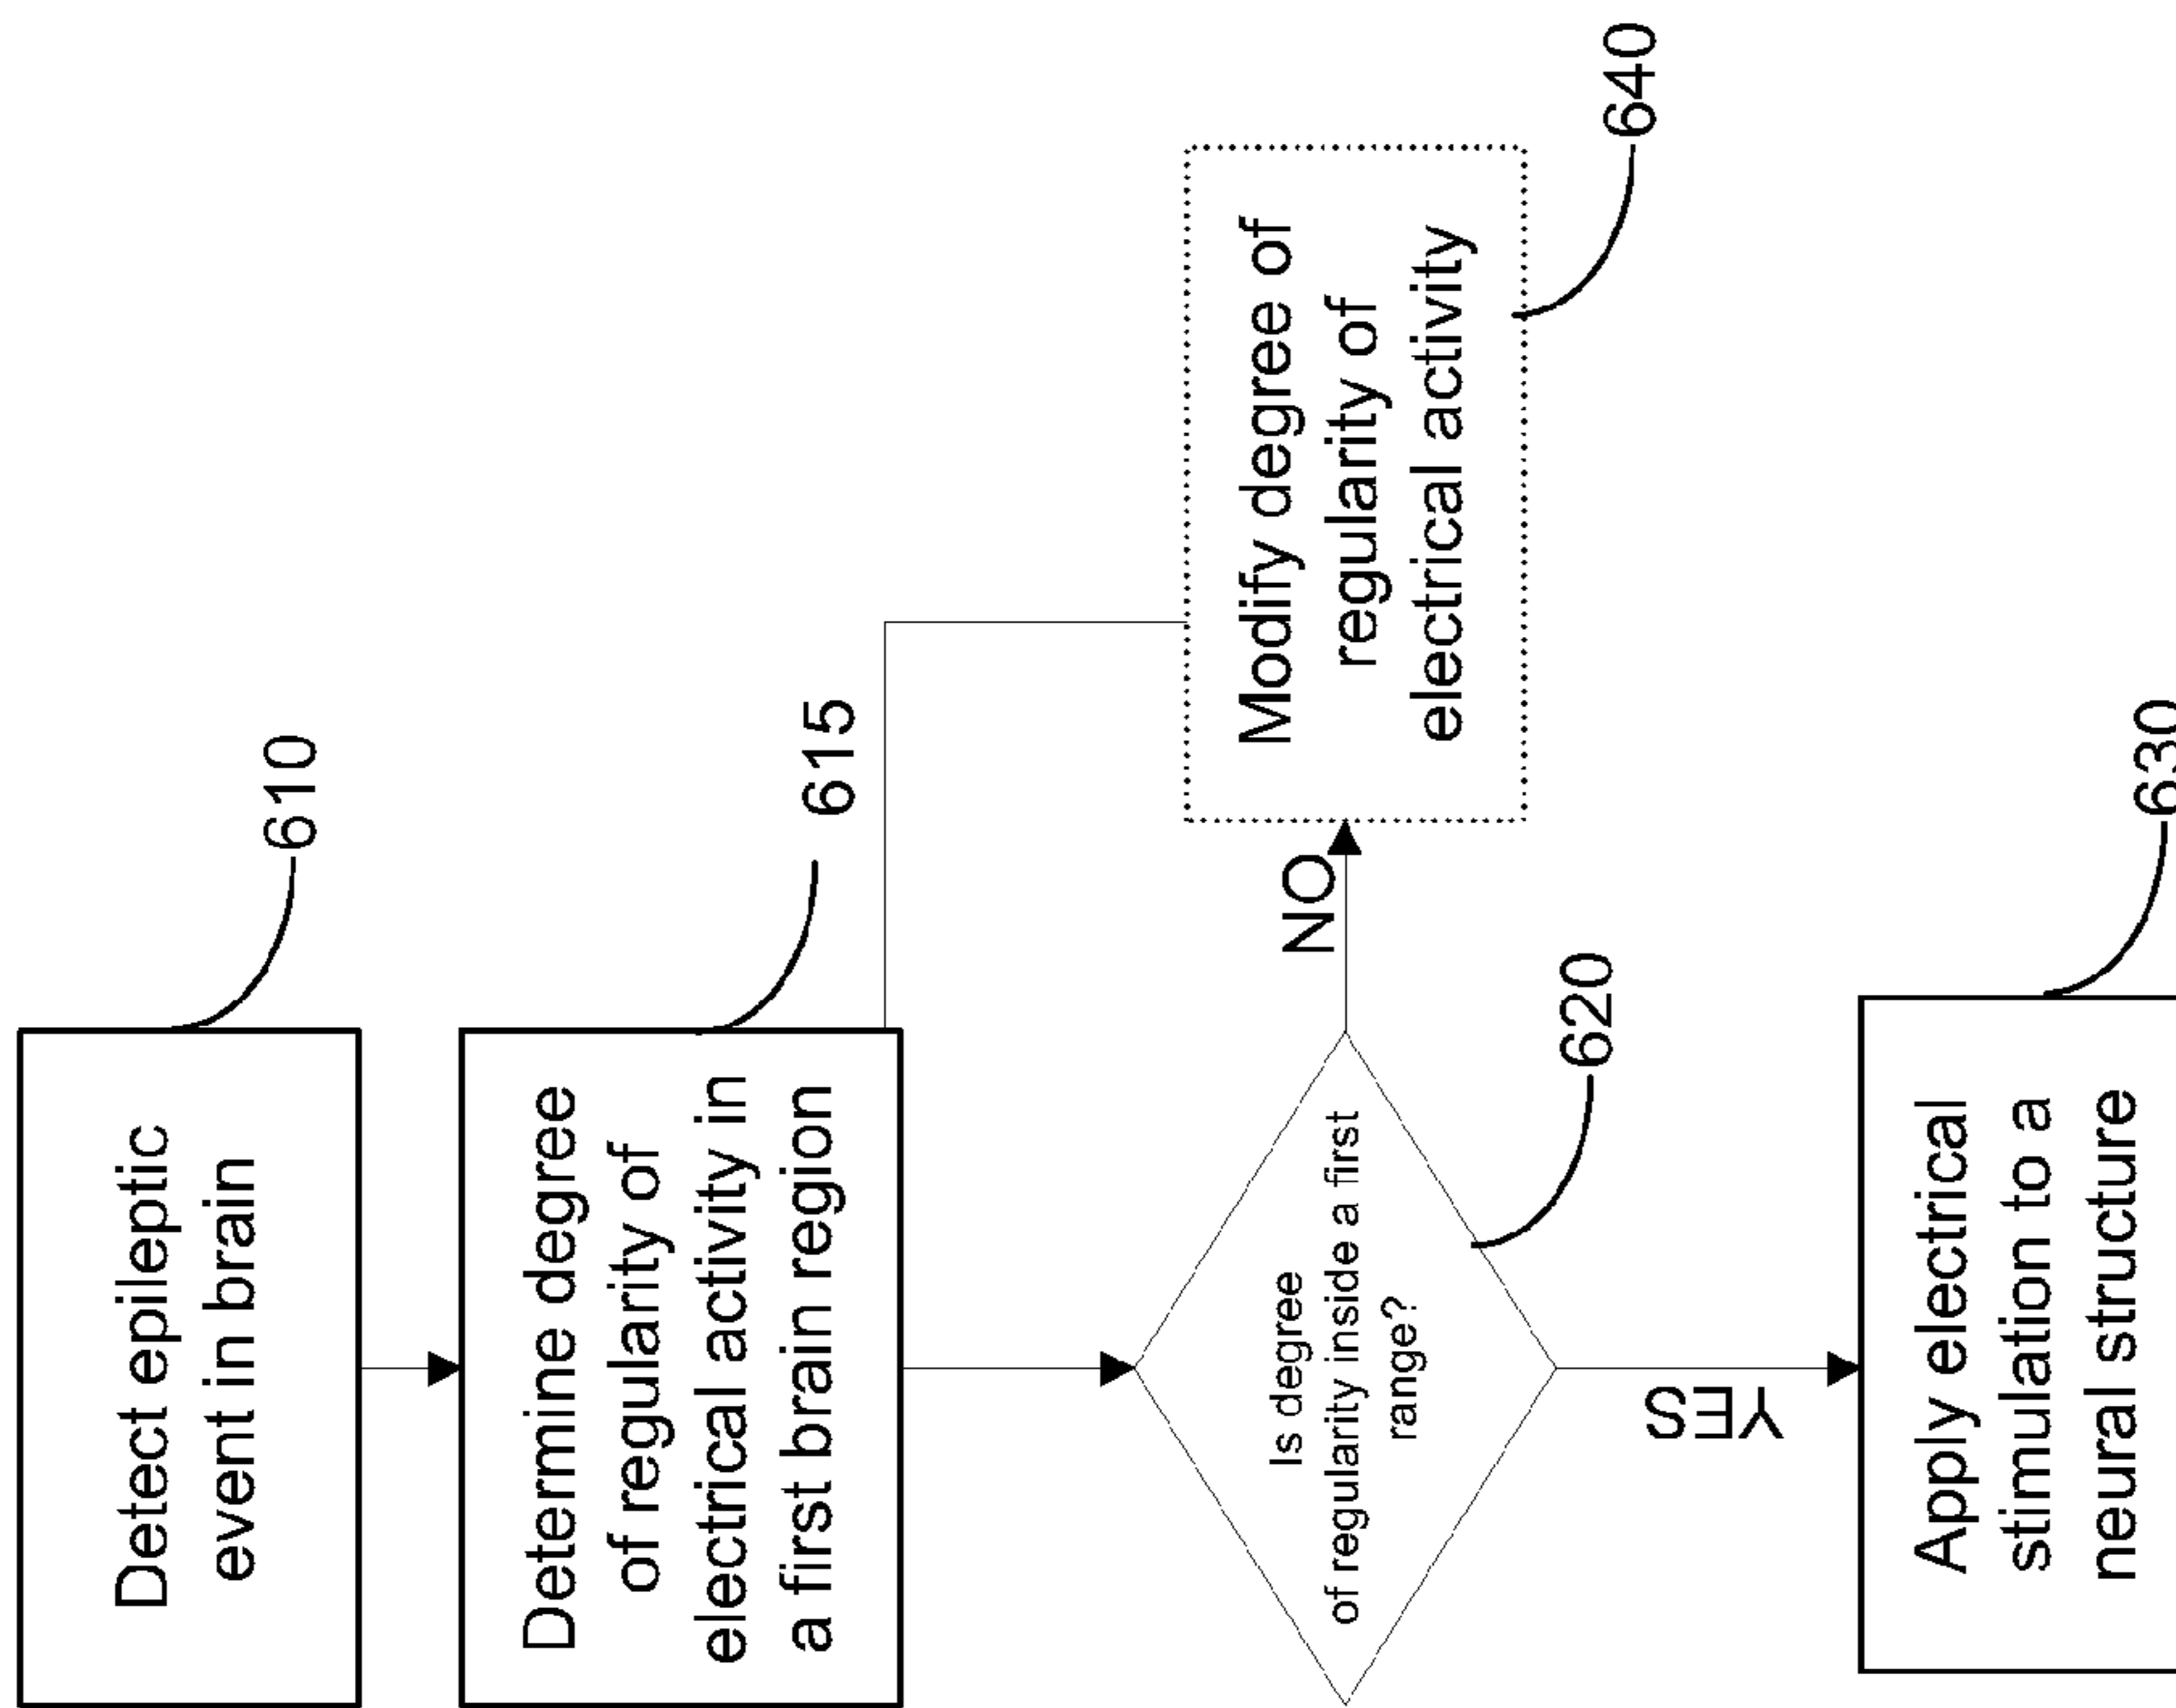 Detect epileptic
event in brain
610
Determine degree
of regularity of
electrical activity in
a first brain region
615
Is degree
of regularity inside a first
range?
620
NO
Modify degree of
regularity of
electrical activity
640
YES
Apply electrical
stimulation to a
neural structure
630